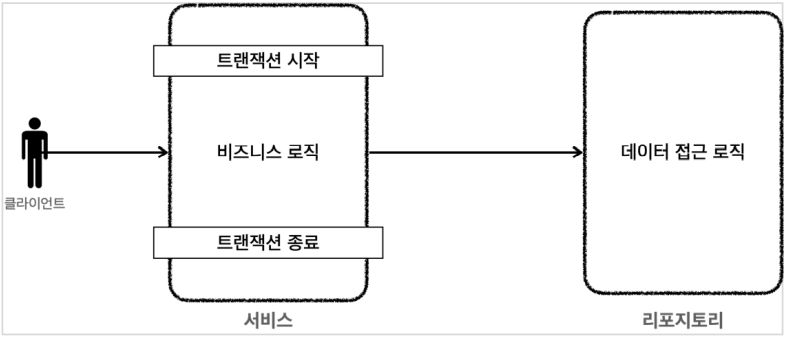 트랜잭션 시작
비즈니스 로직
데이터 접근 로직
클라이언트
트랜잭션 종료
서비스
리포지토리